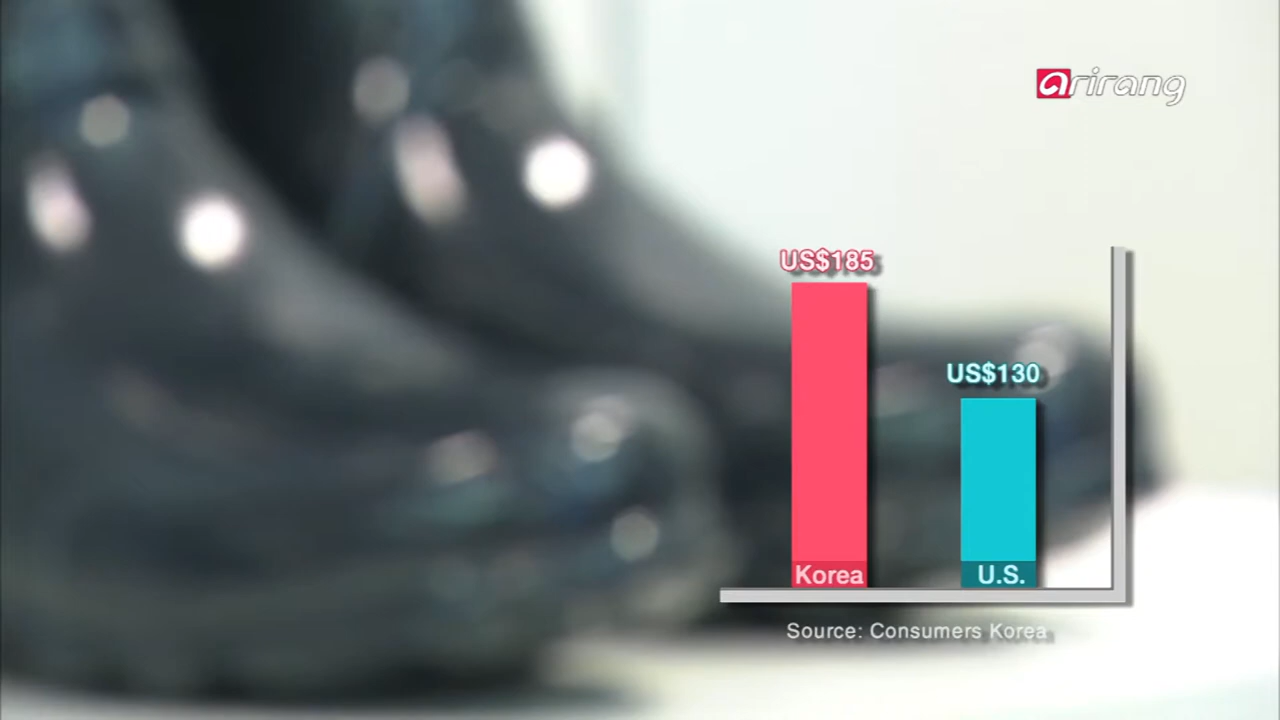 arirang
US$185
US$130
Korea
U.S.
Source: Consumers Korea